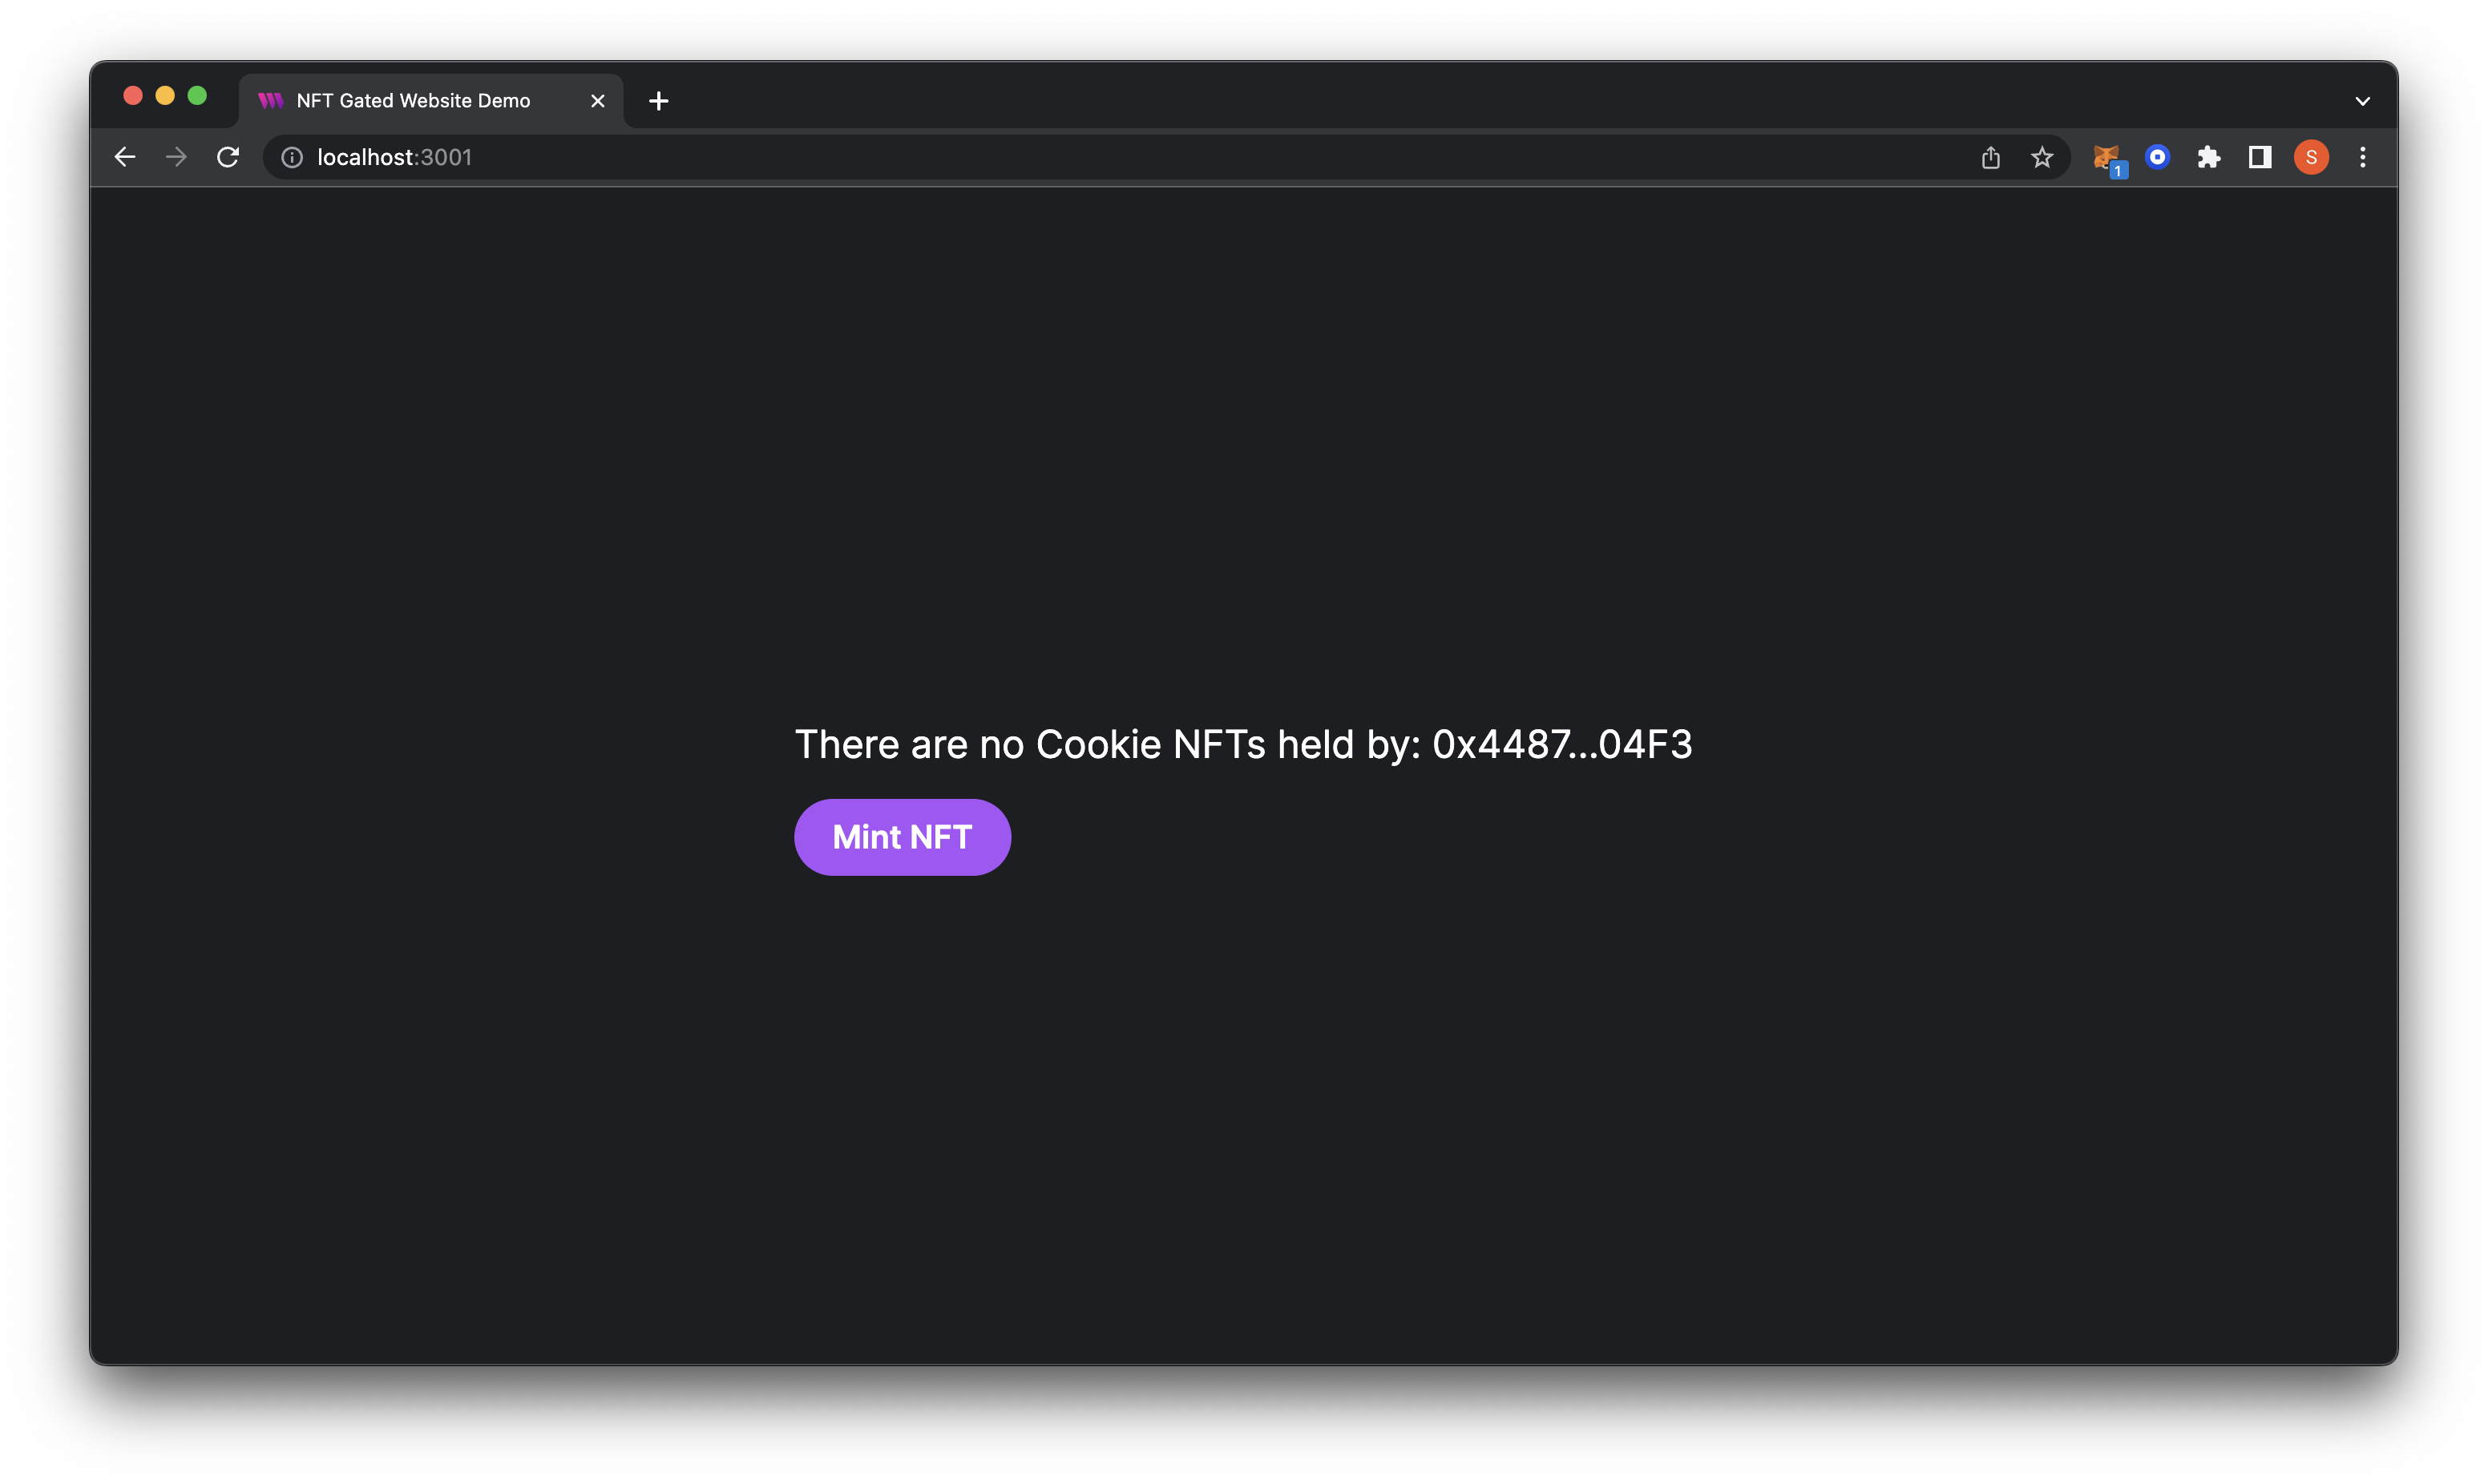 NFT Gated Website Demo
localhost:3001
1
S
There are no Cookie NFTs held by: 0x4487...04F3
Mint NFT